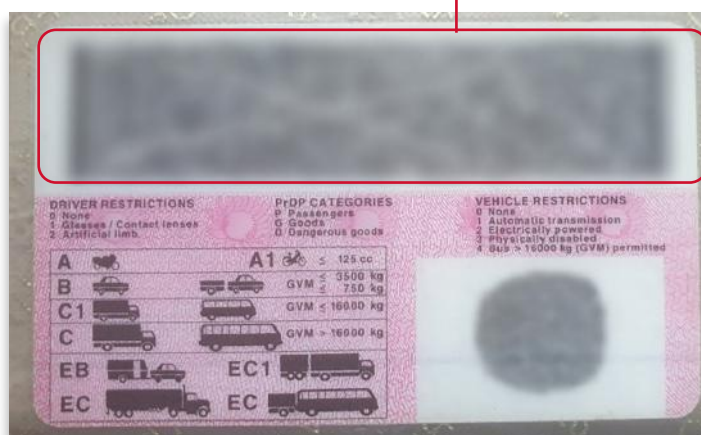 DRIVER RESTRICTIONS
0 None
1 Glasses / Contact lenses
2 Artificial limb
PrDP CATEGORIES
P Passengers
G Goods
D Dangerous goods
VEHICLE RESTRICTIONS
0 None
1 Automatic transmission
2 Electrically powered
3 Physically disabled
4 Bus > 16000 kg (GVM) permitted
A A1 ≤ 125 cc
B GVM ≤ 3500 kg
≤ 750 kg
C1 GVM ≤ 16000 kg
C GVM > 16000 kg
EB EC1
EC EC